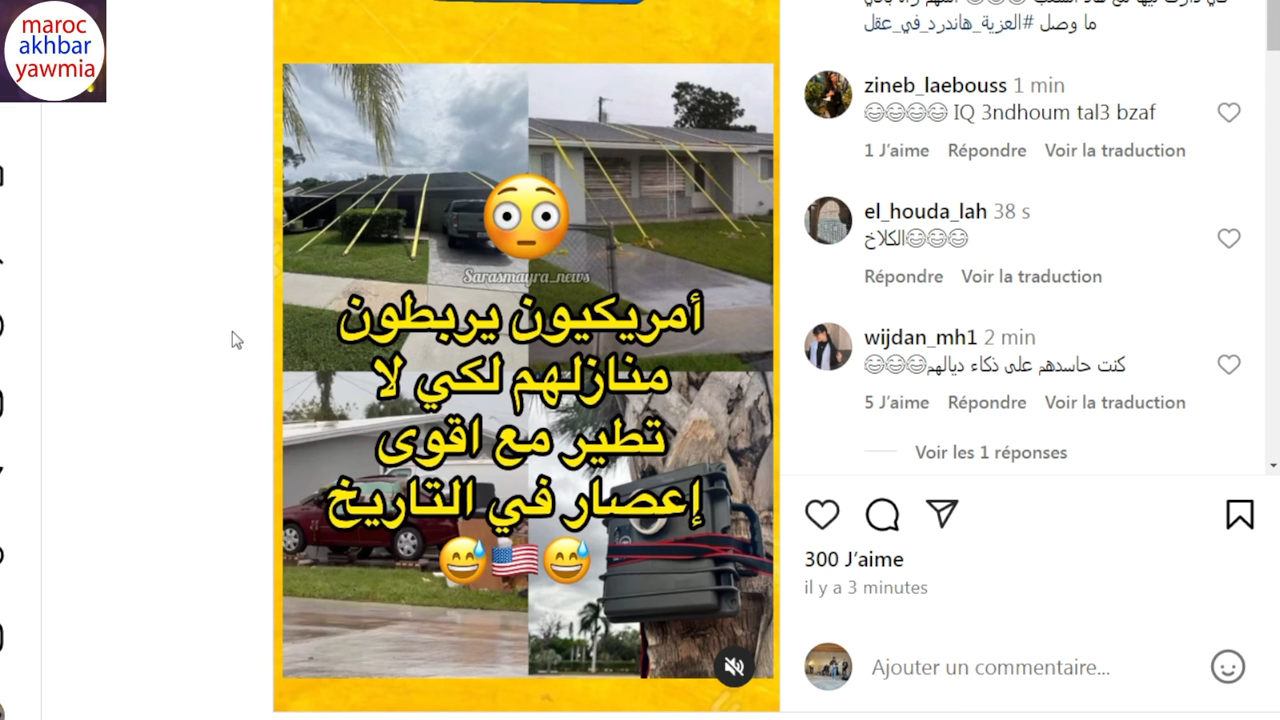 maroc
akhbar
yawmia
Sarasmayra_news
أمريكيون يربطون
منازلهم لكي لا
تطير مع اقوى
إعصار في التاريخ
😅🇺🇸😅
ما وصل #العزية_هاندرد_في_عقل
zineb_laebouss 1 min
😂😂😂😂 IQ 3ndhoum tal3 bzaf
1 J’aime Répondre Voir la traduction
el_houda_lah 38 s
الكلاخ😂😂😂
Répondre Voir la traduction
wijdan_mh1 2 min
كنت حاسدهم على ذكاء ديالهم😂😂😂
5 J’aime Répondre Voir la traduction
Voir les 1 réponses
300 J’aime
il y a 3 minutes
Ajouter un commentaire...